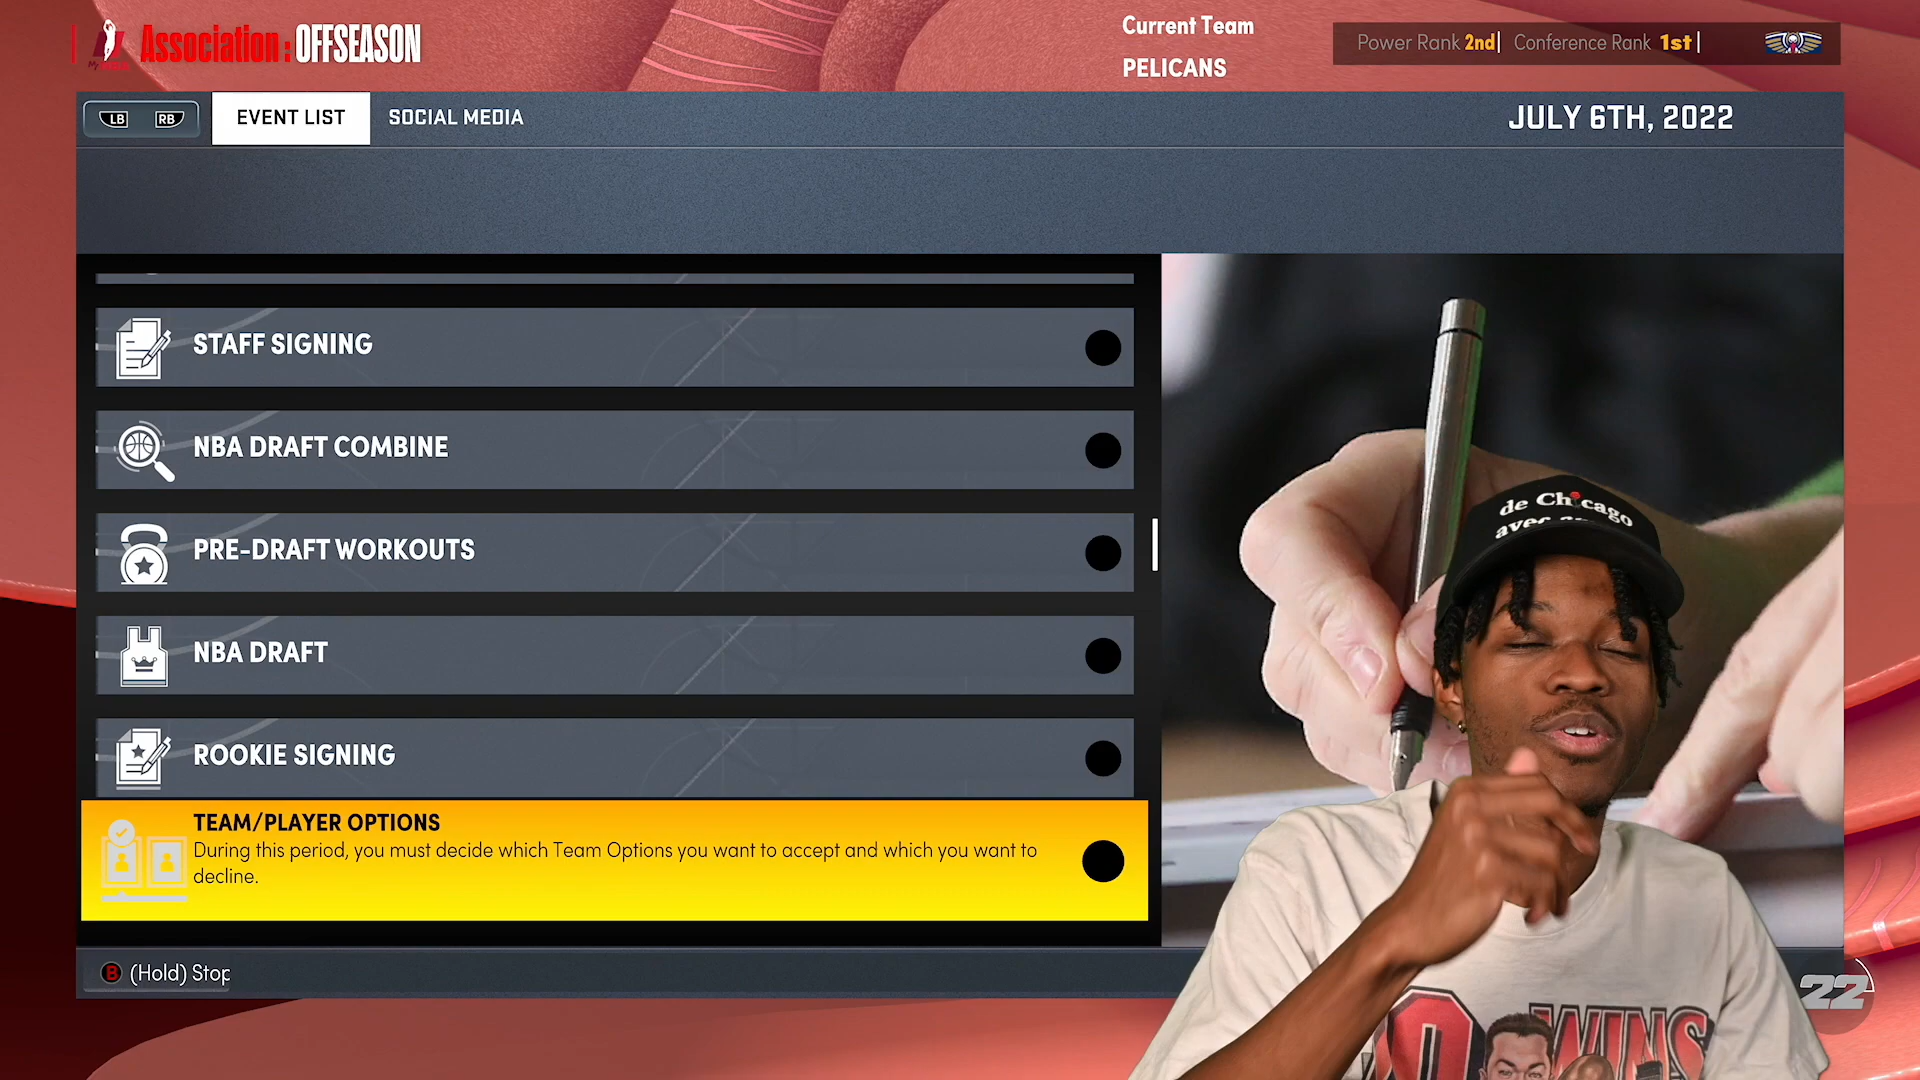 My
Association : OFFSEASON
Current Team
PELICANS
Power Rank 2nd| Conference Rank 1st|
LB RB EVENT LIST SOCIAL MEDIA
JULY 6TH, 2022
STAFF SIGNING
NBA DRAFT COMBINE
PRE-DRAFT WORKOUTS
NBA DRAFT
ROOKIE SIGNING
TEAM/PLAYER OPTIONS
During this period, you must decide which Team Options you want to accept and which you want to
decline.
B (Hold) Stop
22
de Chicago
avec
WINS